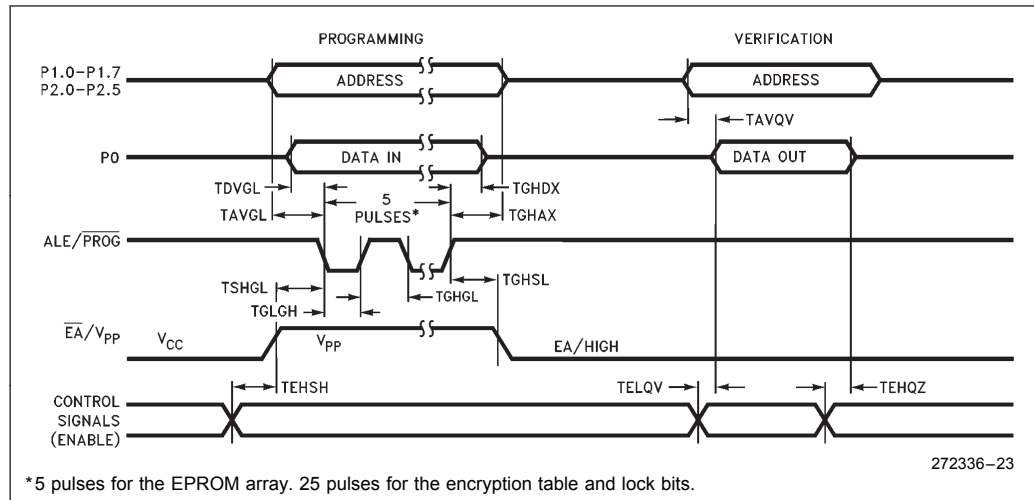 PROGRAMMING
VERIFICATION
P1.0–P1.7
P2.0–P2.5
ADDRESS
ADDRESS
TAVQV
P0
DATA IN
DATA OUT
TDVGL
TGHDX
5
PULSES*
TAVGL
TGHAX
ALE/PROG
TSHGL
TGHSL
TGHGL
TGLGH
EA/VPP
VCC
VPP
EA/HIGH
TEHSH
TELQV
TEHQZ
CONTROL
SIGNALS
(ENABLE)
272336–23
*5 pulses for the EPROM array. 25 pulses for the encryption table and lock bits.